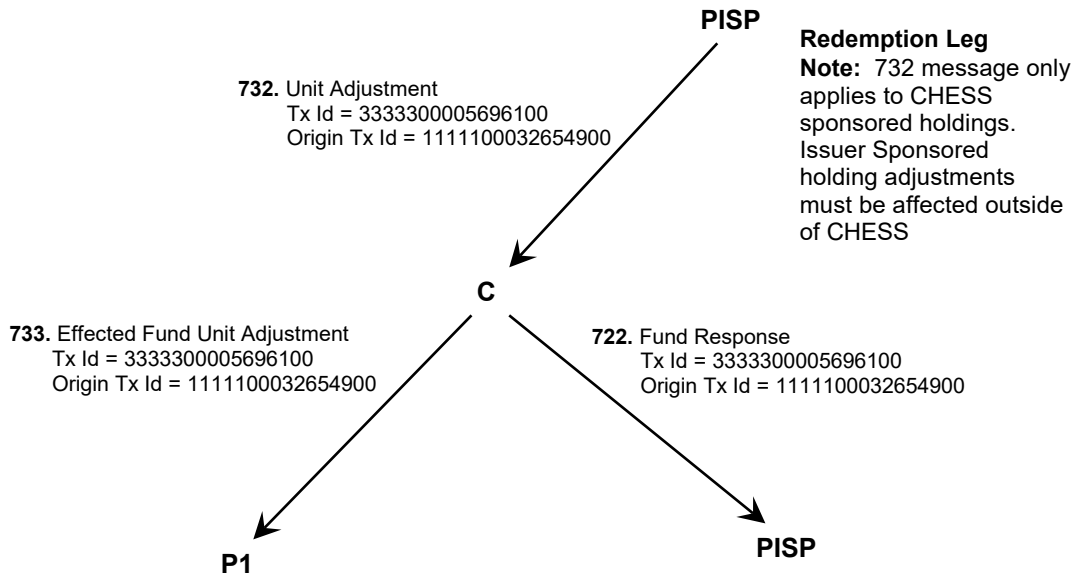 PISP
Redemption Leg
Note: 732 message only
applies to CHESS
sponsored holdings.
Issuer Sponsored
holding adjustments
must be affected outside
of CHESS
732. Unit Adjustment
Tx Id = 3333300005696100
Origin Tx Id = 1111100032654900
C
733. Effected Fund Unit Adjustment
Tx Id = 3333300005696100
Origin Tx Id = 1111100032654900
722. Fund Response
Tx Id = 3333300005696100
Origin Tx Id = 1111100032654900
P1
PISP